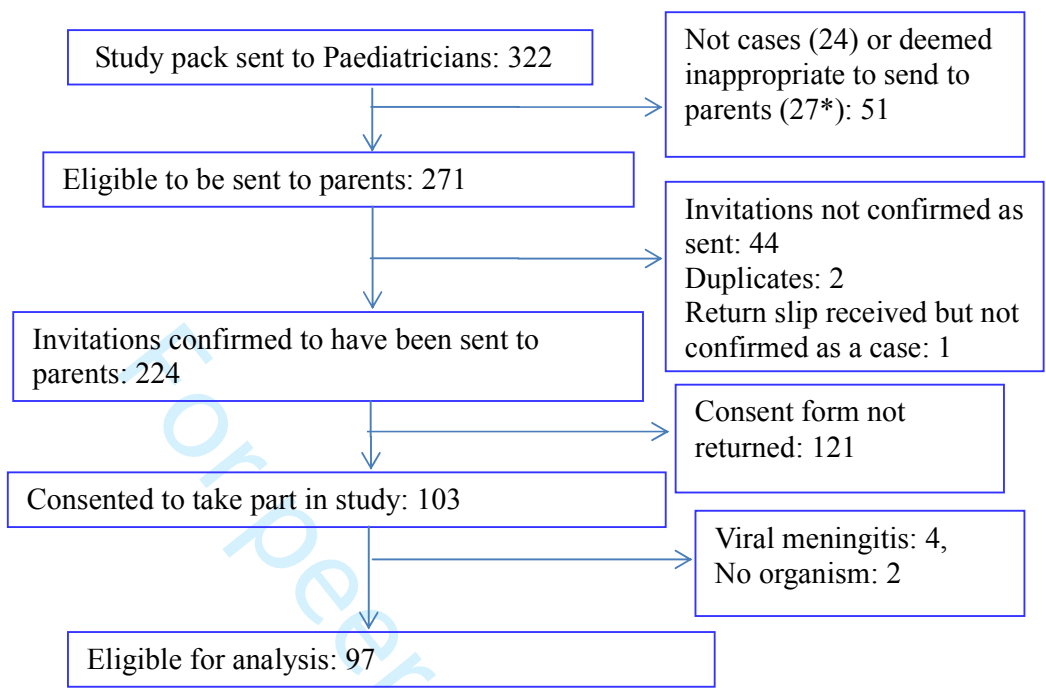 Study pack sent to Paediatricians: 322
Not cases (24) or deemed
inappropriate to send to
parents (27*): 51
Eligible to be sent to parents: 271
Invitations not confirmed as
sent: 44
Duplicates: 2
Return slip received but not
confirmed as a case: 1
Invitations confirmed to have been sent to
parents: 224
Consent form not
returned: 121
Consented to take part in study: 103
Viral meningitis: 4,
No organism: 2
Eligible for analysis: 97
For peer